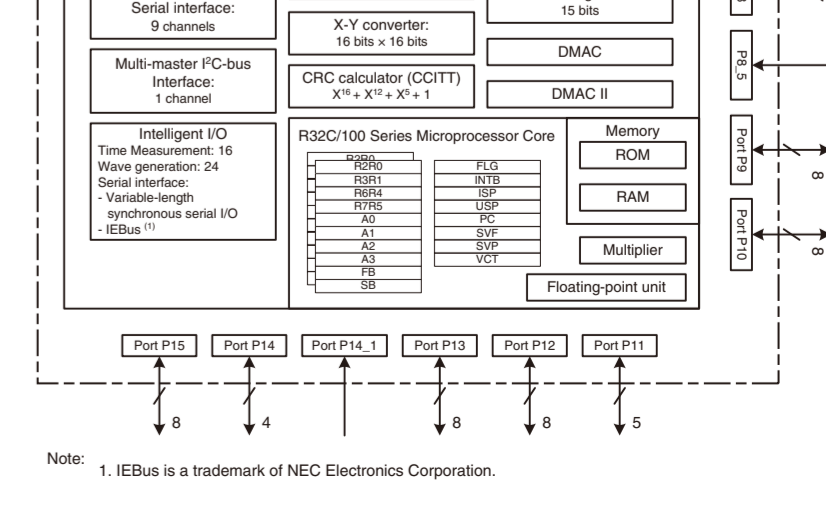 Serial interface:
9 channels
Multi-master I²C-bus
Interface:
1 channel
Intelligent I/O
Time Measurement: 16
Wave generation: 24
Serial interface:
- Variable-length
synchronous serial I/O
- IEBus (1)
X-Y converter:
16 bits × 16 bits
CRC calculator (CCITT)
X¹⁶ + X¹² + X⁵ + 1
15 bits
DMAC
DMAC II
R32C/100 Series Microprocessor Core
R2R0
R2R0
R3R1
R6R4
R7R5
A0
A1
A2
A3
FB
SB
FLG
INTB
ISP
USP
PC
SVF
SVP
VCT
Memory
ROM
RAM
Multiplier
Floating-point unit
P8_5
Port P9
8
Port P10
8
Port P15
Port P14
Port P14_1
Port P13
Port P12
Port P11
8
4
8
8
5
Note:
1. IEBus is a trademark of NEC Electronics Corporation.